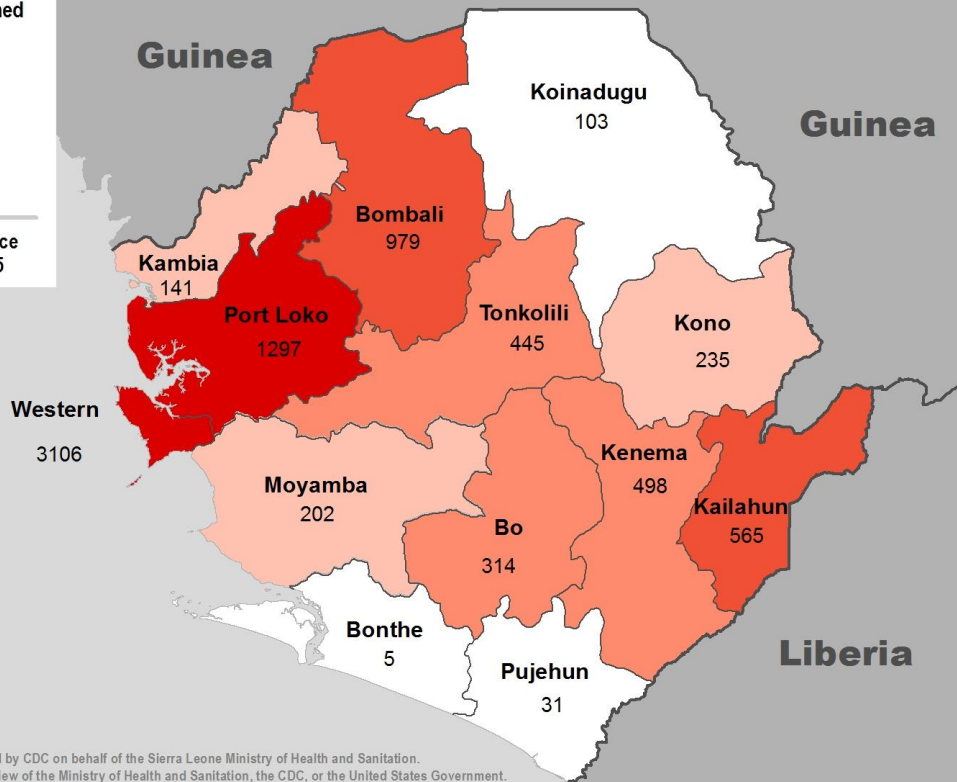 Guinea
Koinadugu
103
Guinea
Bombali
979
Kambia
141
Port Loko
1297
Tonkolili
445
Kono
235
Western
3106
Moyamba
202
Kenema
498
Kailahun
565
Bo
314
Bonthe
5
Pujehun
31
Liberia
by CDC on behalf of the Sierra Leone Ministry of Health and Sanitation.
of the Ministry of Health and Sanitation, the CDC, or the United States Government.